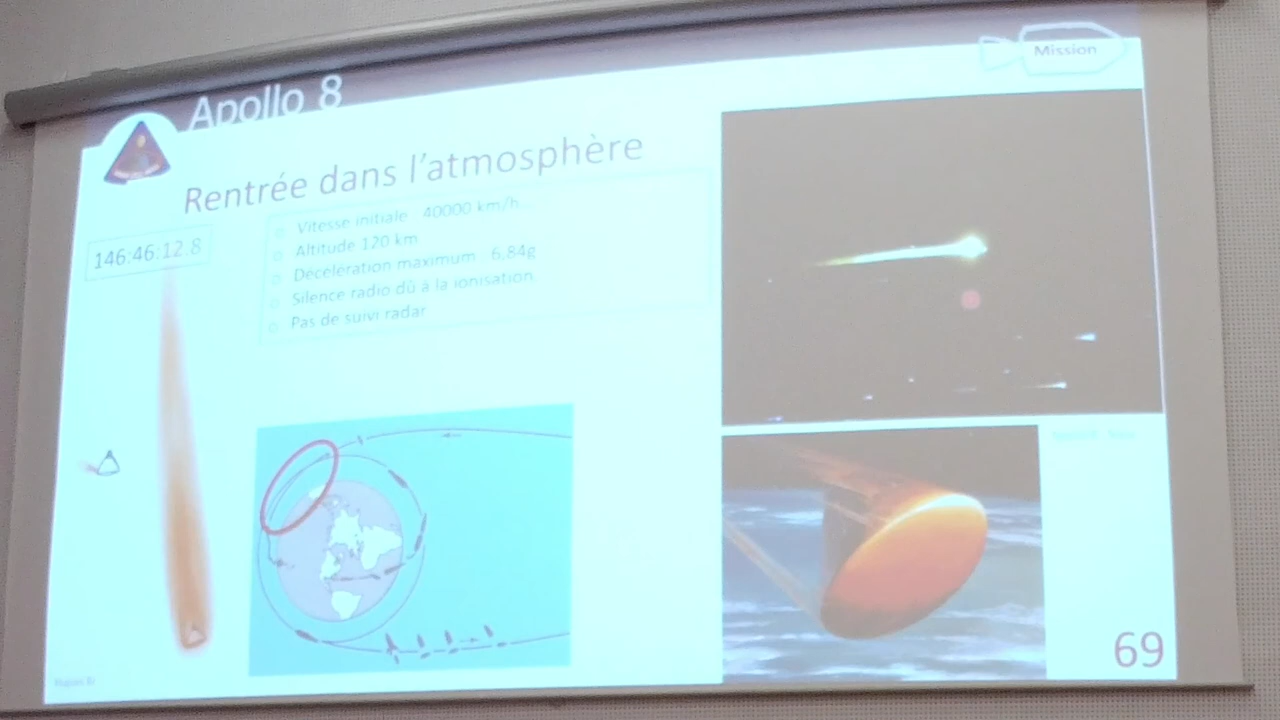 Mission
Apollo 8
Rentrée dans l'atmosphère
146:46:12.8
Vitesse initiale : 40000 km/h
Altitude 120 km
Décélération maximum : 6,84g
Silence radio dû à la ionisation
Pas de suivi radar
69